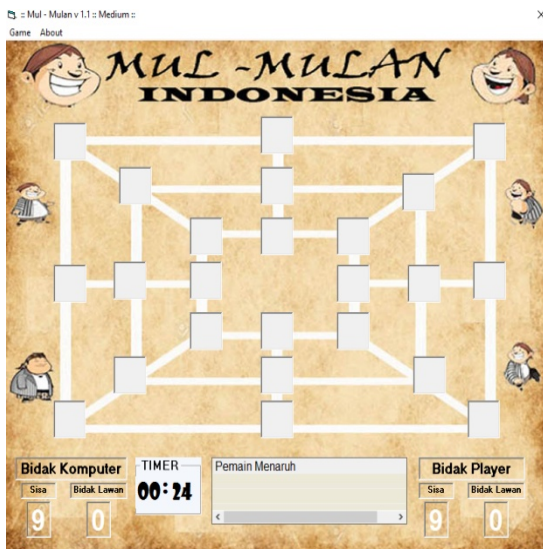 :: Mul - Mulan v 1.1 :: Medium ::
Game About
MUL -MULAN
INDONESIA
Bidak Komputer
Sisa Bidak Lawan
9 0
TIMER
00:24
Pemain Menaruh
Bidak Player
Sisa Bidak Lawan
9 0